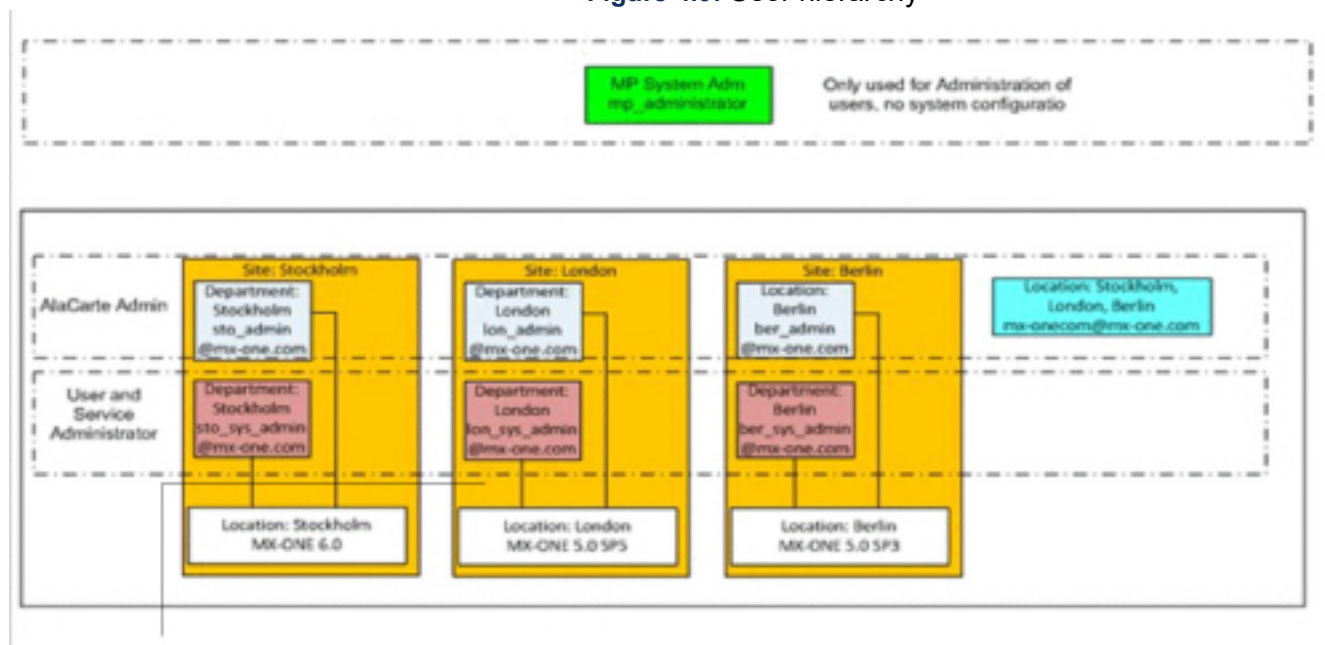 Figure 4.8: User hierarchy
MP System Adm
mp_administrator
Only used for Administration of
users, no system configuratio
AlaCarte Admin
Site: Stockholm
Department:
Stockholm
sto_admin
@mx-one.com
Site: London
Department:
London
lon_admin
@mx-one.com
Site: Berlin
Location:
Berlin
ber_admin
@mx-one.com
Location: Stockholm,
London, Berlin
mx-onecom@mx-one.com
User and
Service
Administrator
Department:
Stockholm
sto_sys_admin
@mx-one.com
Department:
London
lon_sys_admin
@mx-one.com
Department:
Berlin
ber_sys_admin
@mx-one.com
Location: Stockholm
MX-ONE 6.0
Location: London
MX-ONE 5.0 SP5
Location: Berlin
MX-ONE 5.0 SP3